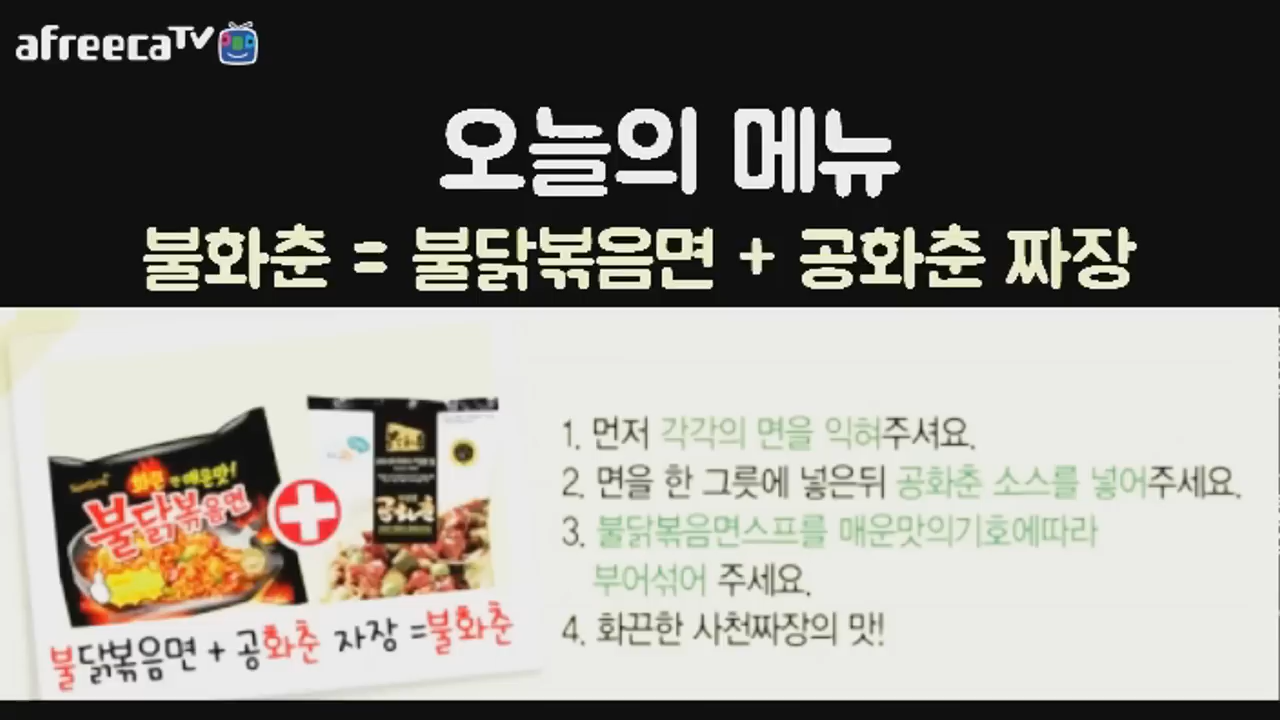 afreecaTV
오늘의 메뉴
불화춘 = 불닭볶음면 + 공화춘 짜장
불닭볶음면
공화춘
1. 먼저 각각의 면을 익혀주셔요.
2. 면을 한 그릇에 넣은뒤 공화춘 소스를 넣어주세요.
3. 불닭볶음면스프를 매운맛의기호에따라
부어섞어 주세요.
4. 화끈한 사천짜장의 맛!
불닭볶음면 + 공화춘 자장 =불화춘